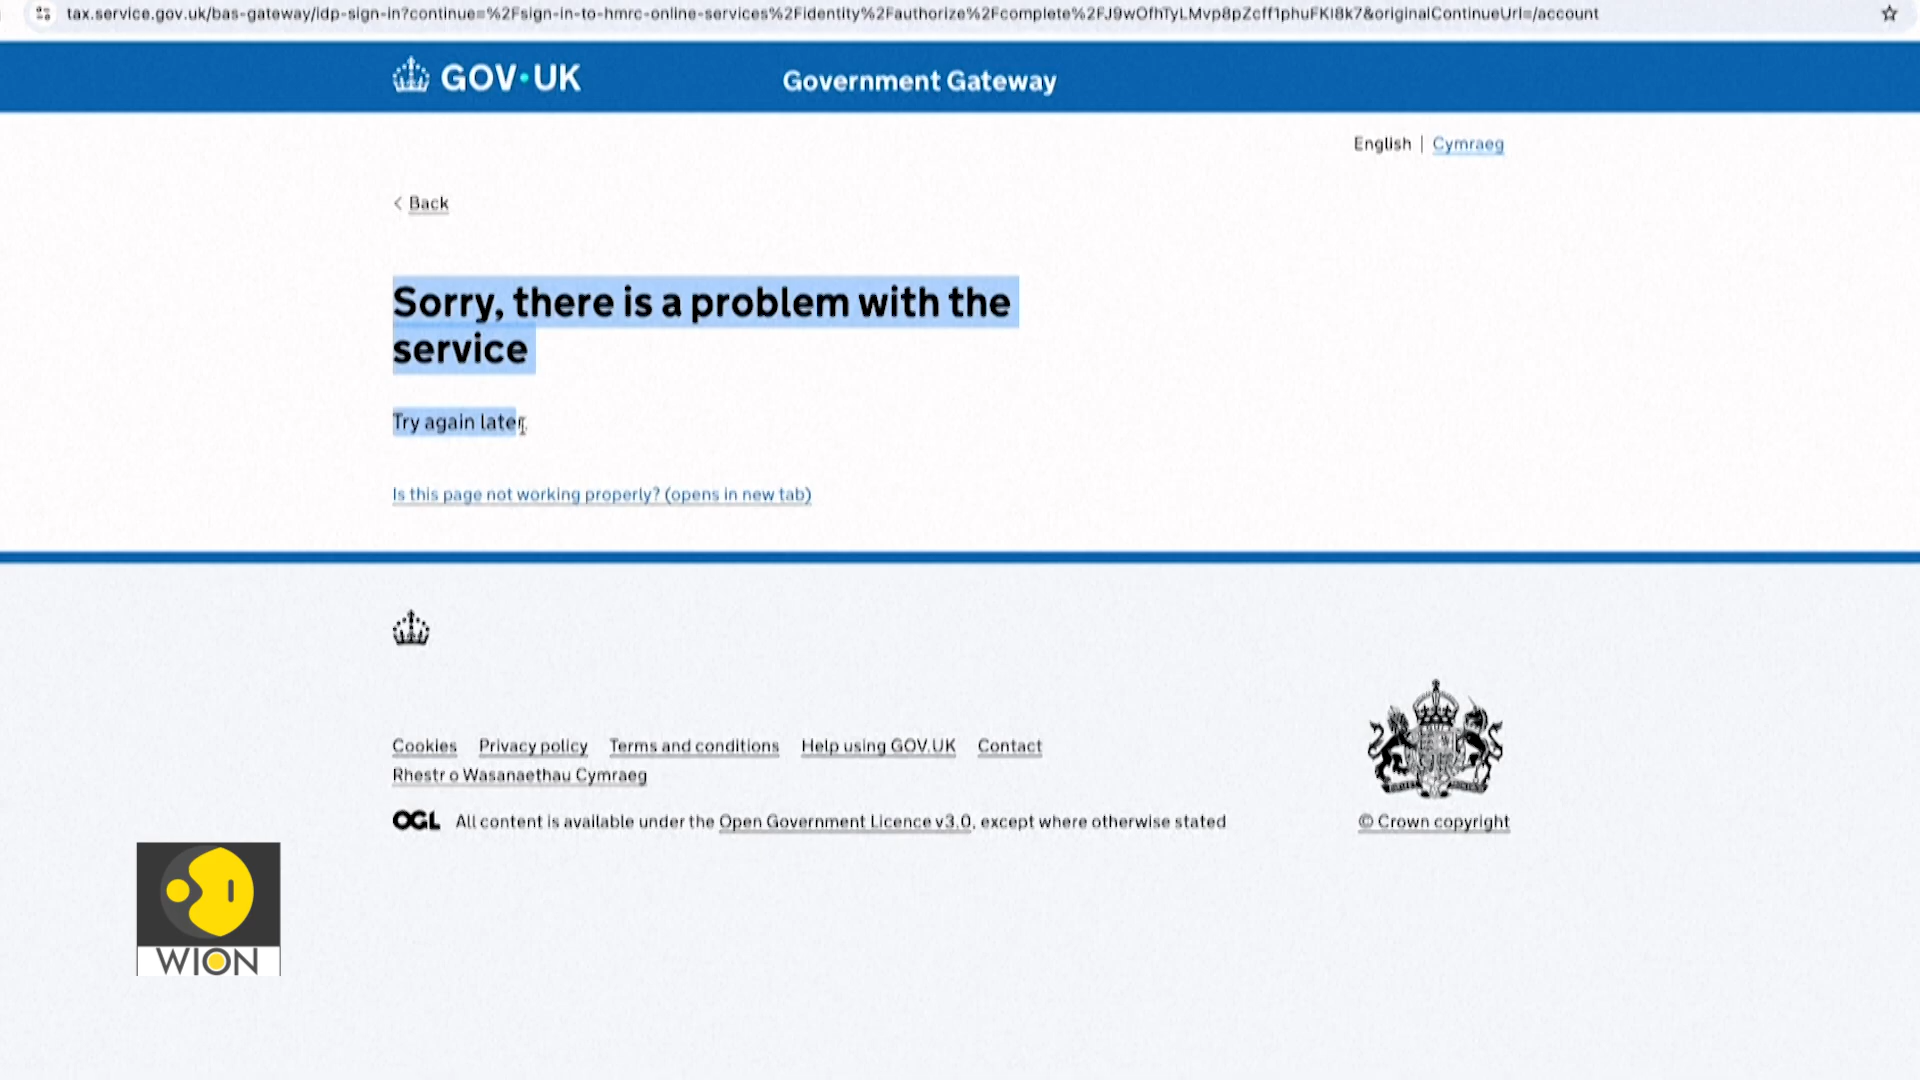 tax.service.gov.uk/bas-gateway/idp-sign-in?continue=%2Fsign-in-to-hmrc-online-services%2Fidentity%2Fauthorize%2Fcomplete%2FJ9wOfhTyLMvp8pZcff1phuFKI8k7&originalContinueUrl=/account
GOV·UK
Government Gateway
English | Cymraeg
< Back
Sorry, there is a problem with the
service
Try again later.
Is this page not working properly? (opens in new tab)
Cookies Privacy policy Terms and conditions Help using GOV.UK Contact
Rhestr o Wasanaethau Cymraeg
OGL All content is available under the Open Government Licence v3.0, except where otherwise stated
© Crown copyright
WION